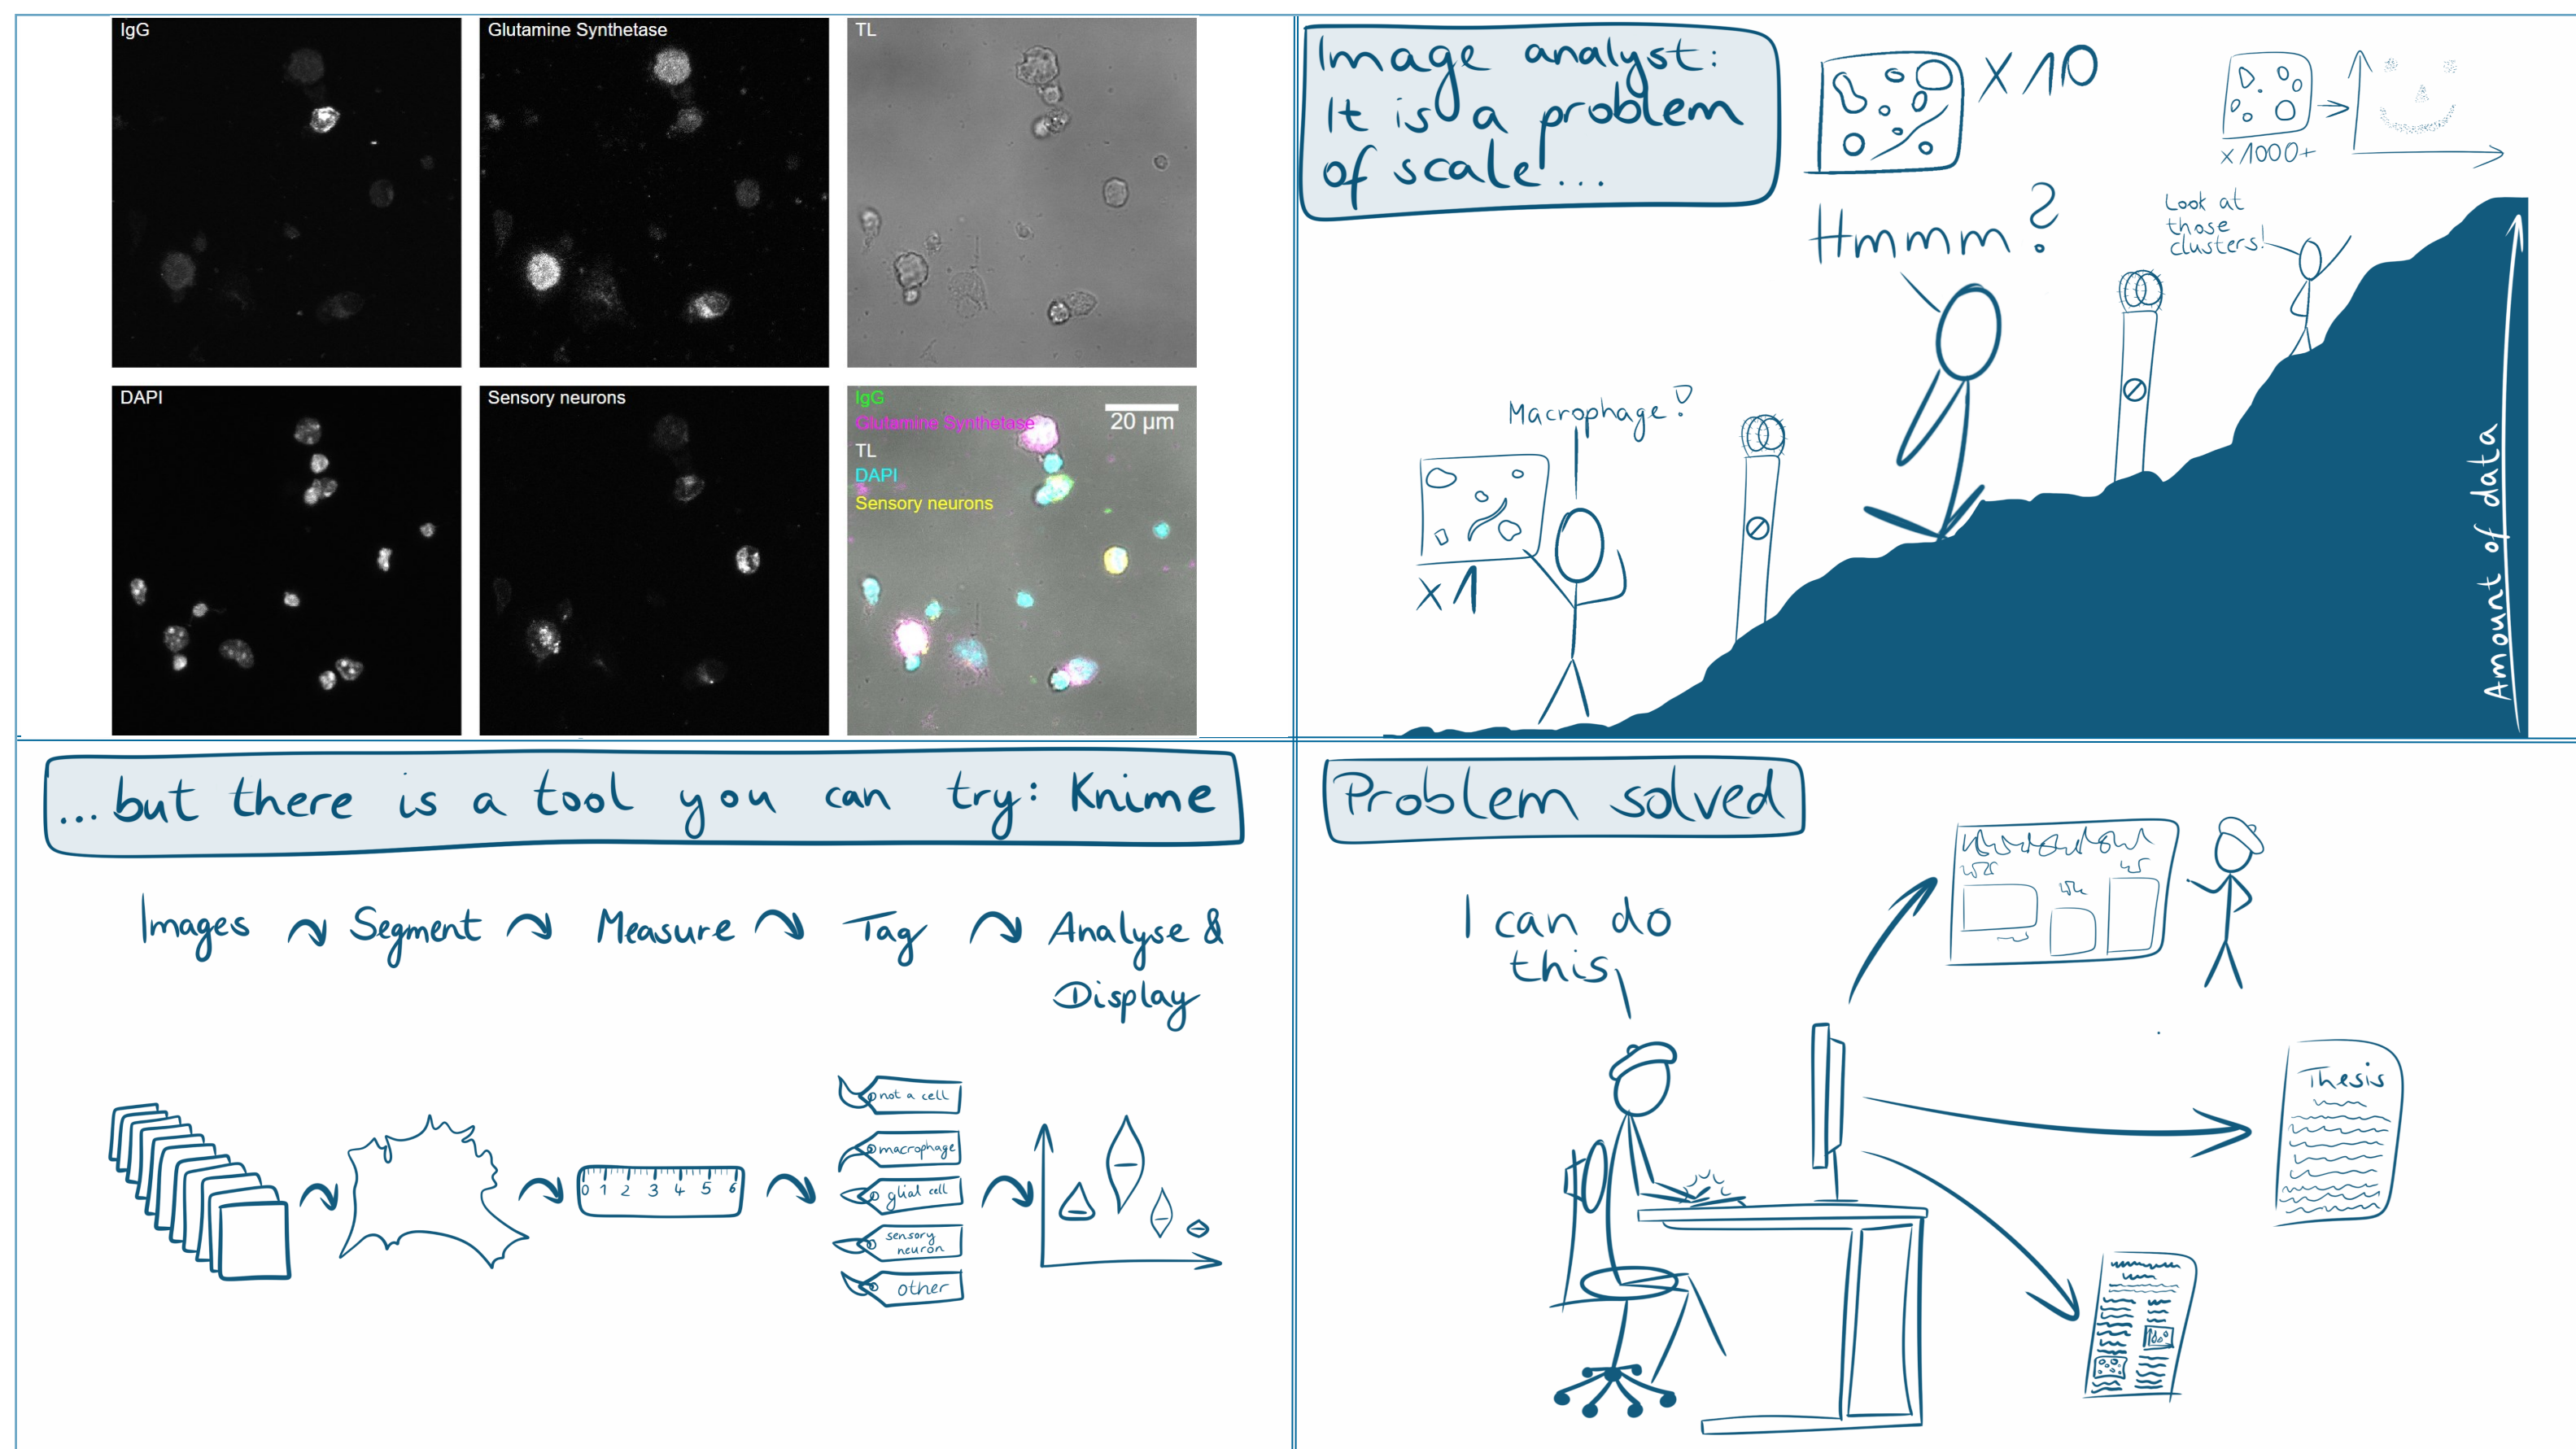 IgG
Glutamine Synthetase
TL
DAPI
Sensory neurons
IgG
Glutamine Synthetase
TL
DAPI
Sensory neurons
20 µm
Image analyst:
It is a problem
of scale...
x 10
x 1000+
Hmmm?
Look at
those
clusters!
Macrophage!
x 1
Amount of data
...but there is a tool you can try: Knime
Images
Segment
Measure
Tag
Analyse &
Display
0 1 2 3 4 5 6
not a cell
macrophage
glial cell
sensory
neuron
other
Problem solved
I can do
this
Thesis